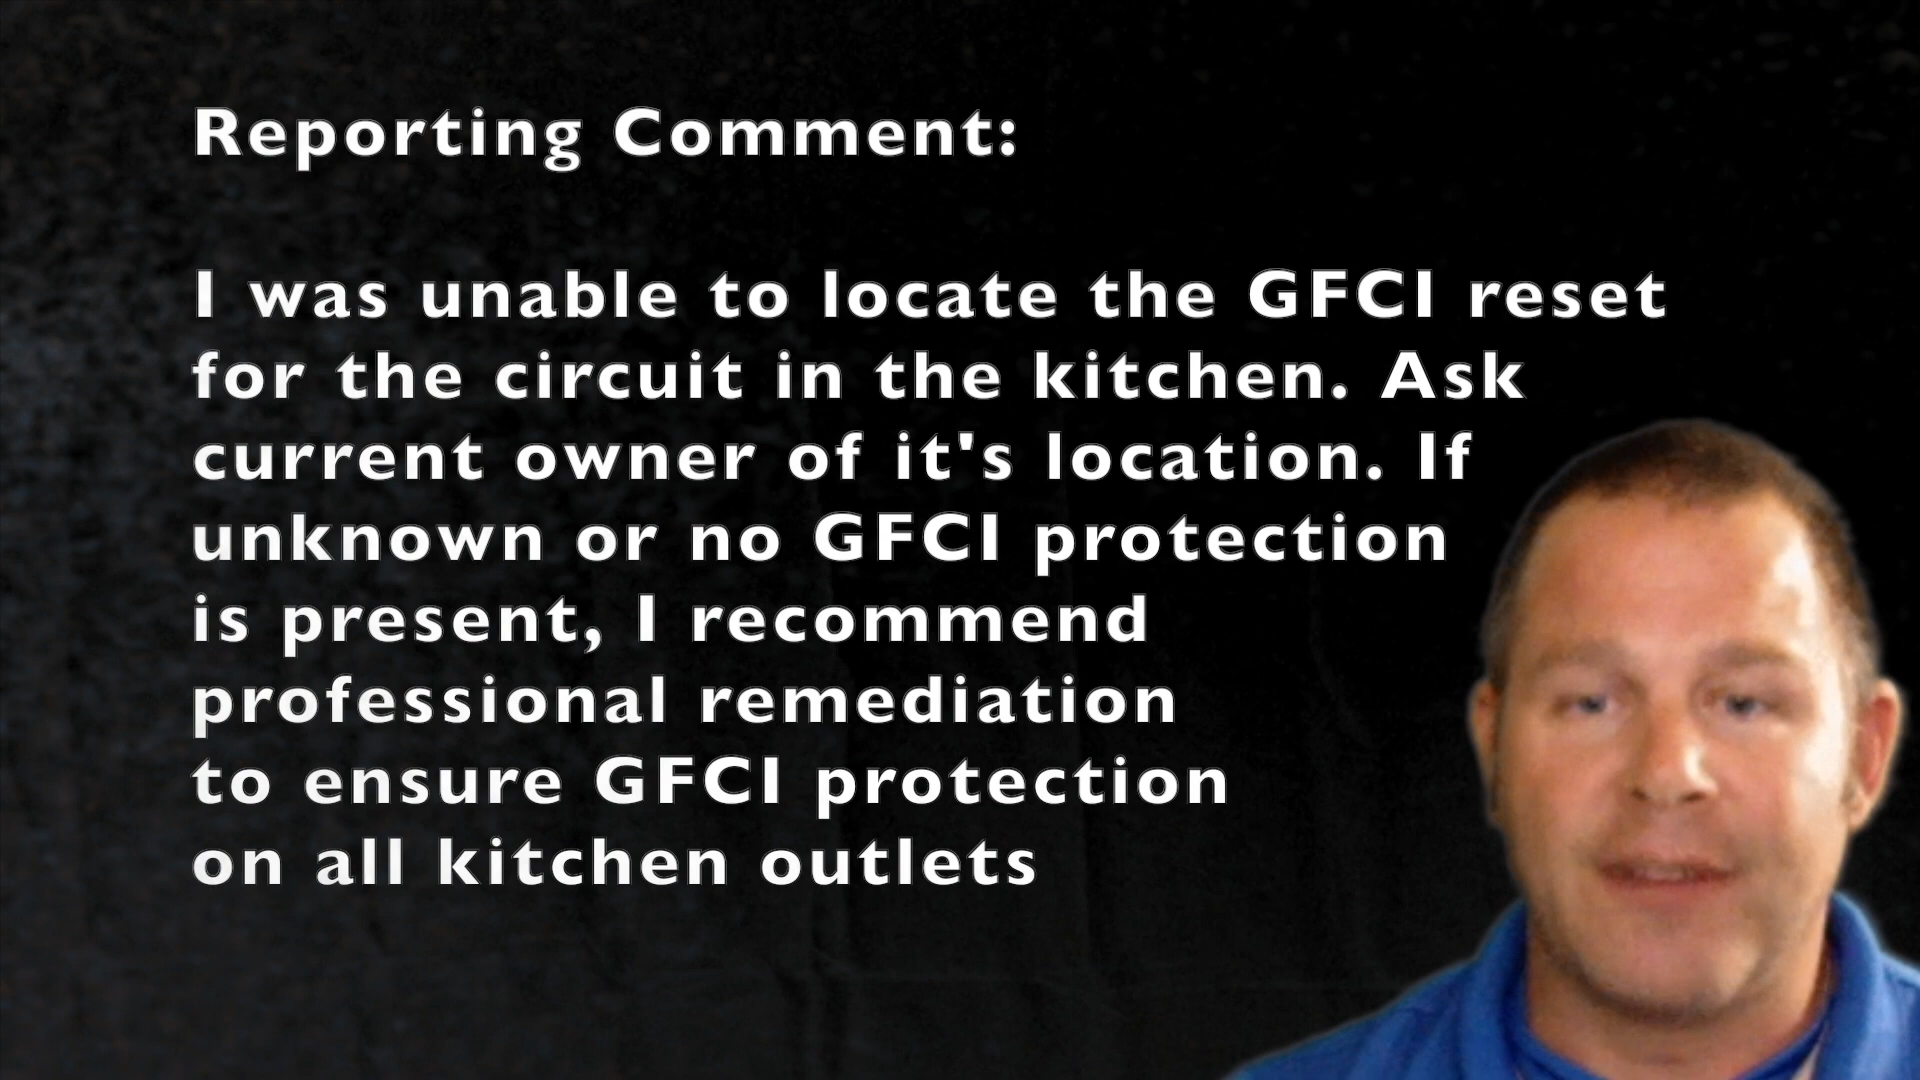 Reporting Comment:
I was unable to locate the GFCI reset
for the circuit in the kitchen. Ask
current owner of it's location. If
unknown or no GFCI protection
is present, I recommend
professional remediation
to ensure GFCI protection
on all kitchen outlets